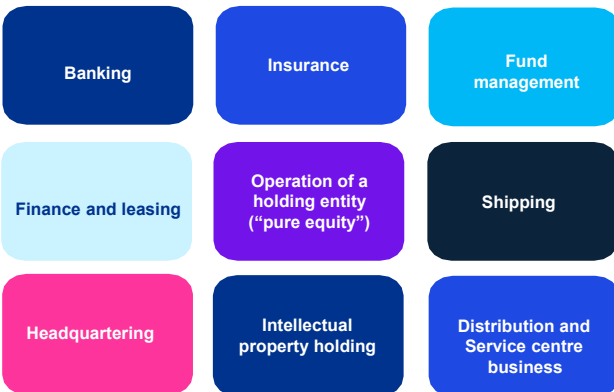 Banking
Insurance
Fund
management
Finance and leasing
Operation of a
holding entity
(“pure equity”)
Shipping
Headquartering
Intellectual
property holding
Distribution and
Service centre
business